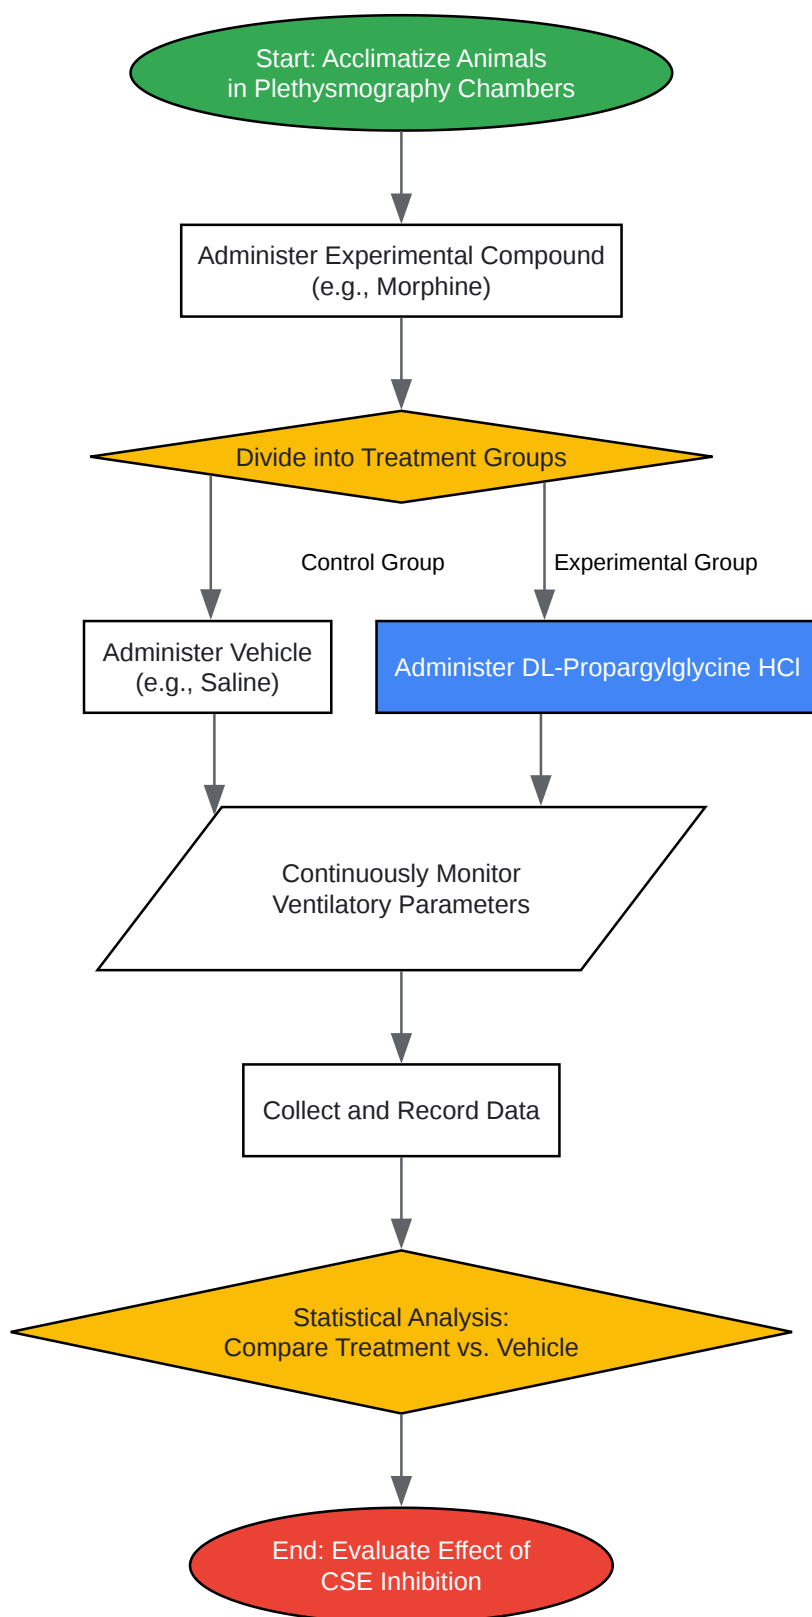 Start: Acclimatize Animals
in Plethysmography Chambers
Administer Experimental Compound
(e.g., Morphine)
Divide into Treatment Groups
Control Group
Experimental Group
Administer Vehicle
(e.g., Saline)
Administer DL-Propargylglycine HCl
Continuously Monitor
Ventilatory Parameters
Collect and Record Data
Statistical Analysis:
Compare Treatment vs. Vehicle
End: Evaluate Effect of
CSE Inhibition